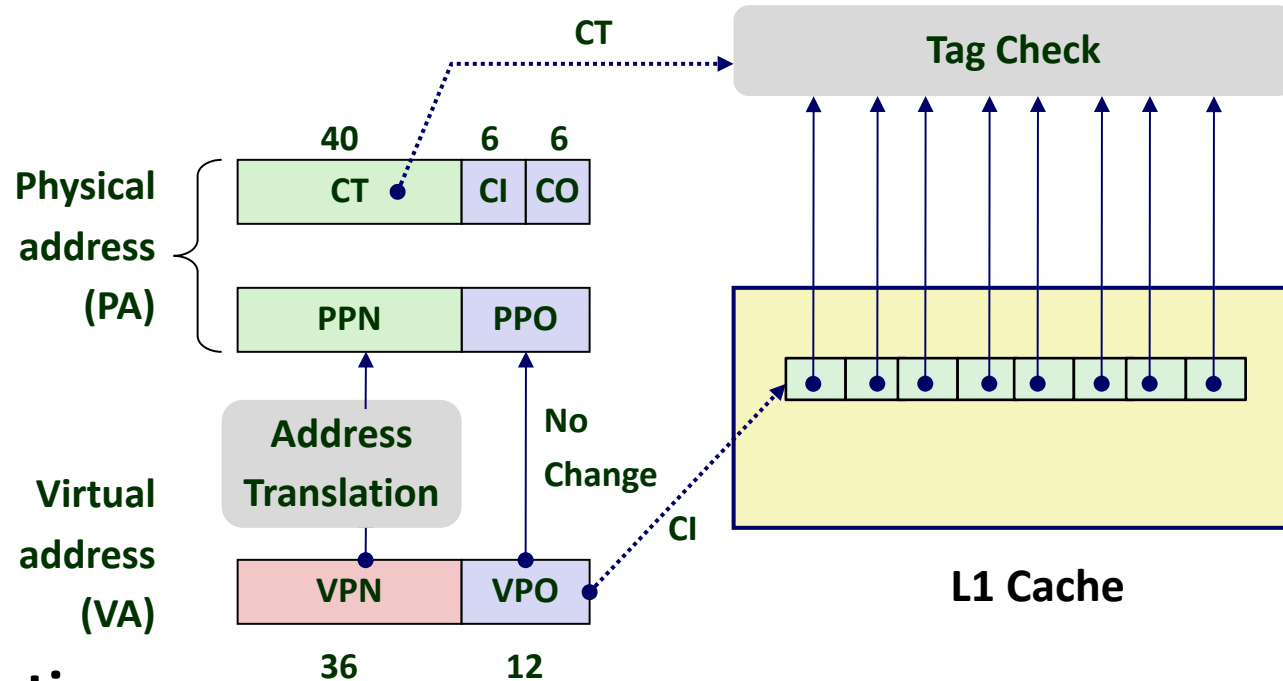 CT
Tag Check
40 6 6
Physical
address
(PA)
CT CI CO
PPN PPO
Address
Translation
No
Change
CI
Virtual
address
(VA)
VPN VPO
L1 Cache
36 12